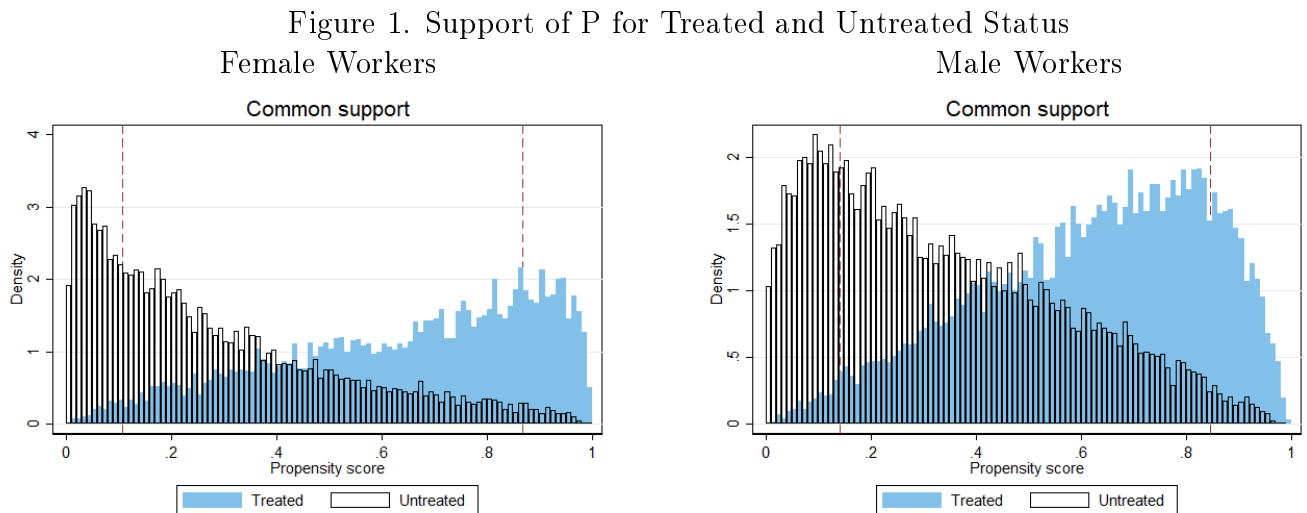 Figure 1. Support of P for Treated and Untreated Status
Female Workers
Male Workers
Common support
4
3
2
1
0
Density
0 .2 .4 .6 .8 1
Propensity score
Treated Untreated
Common support
2
1.5
1
.5
0
Density
0 .2 .4 .6 .8 1
Propensity score
Treated Untreated